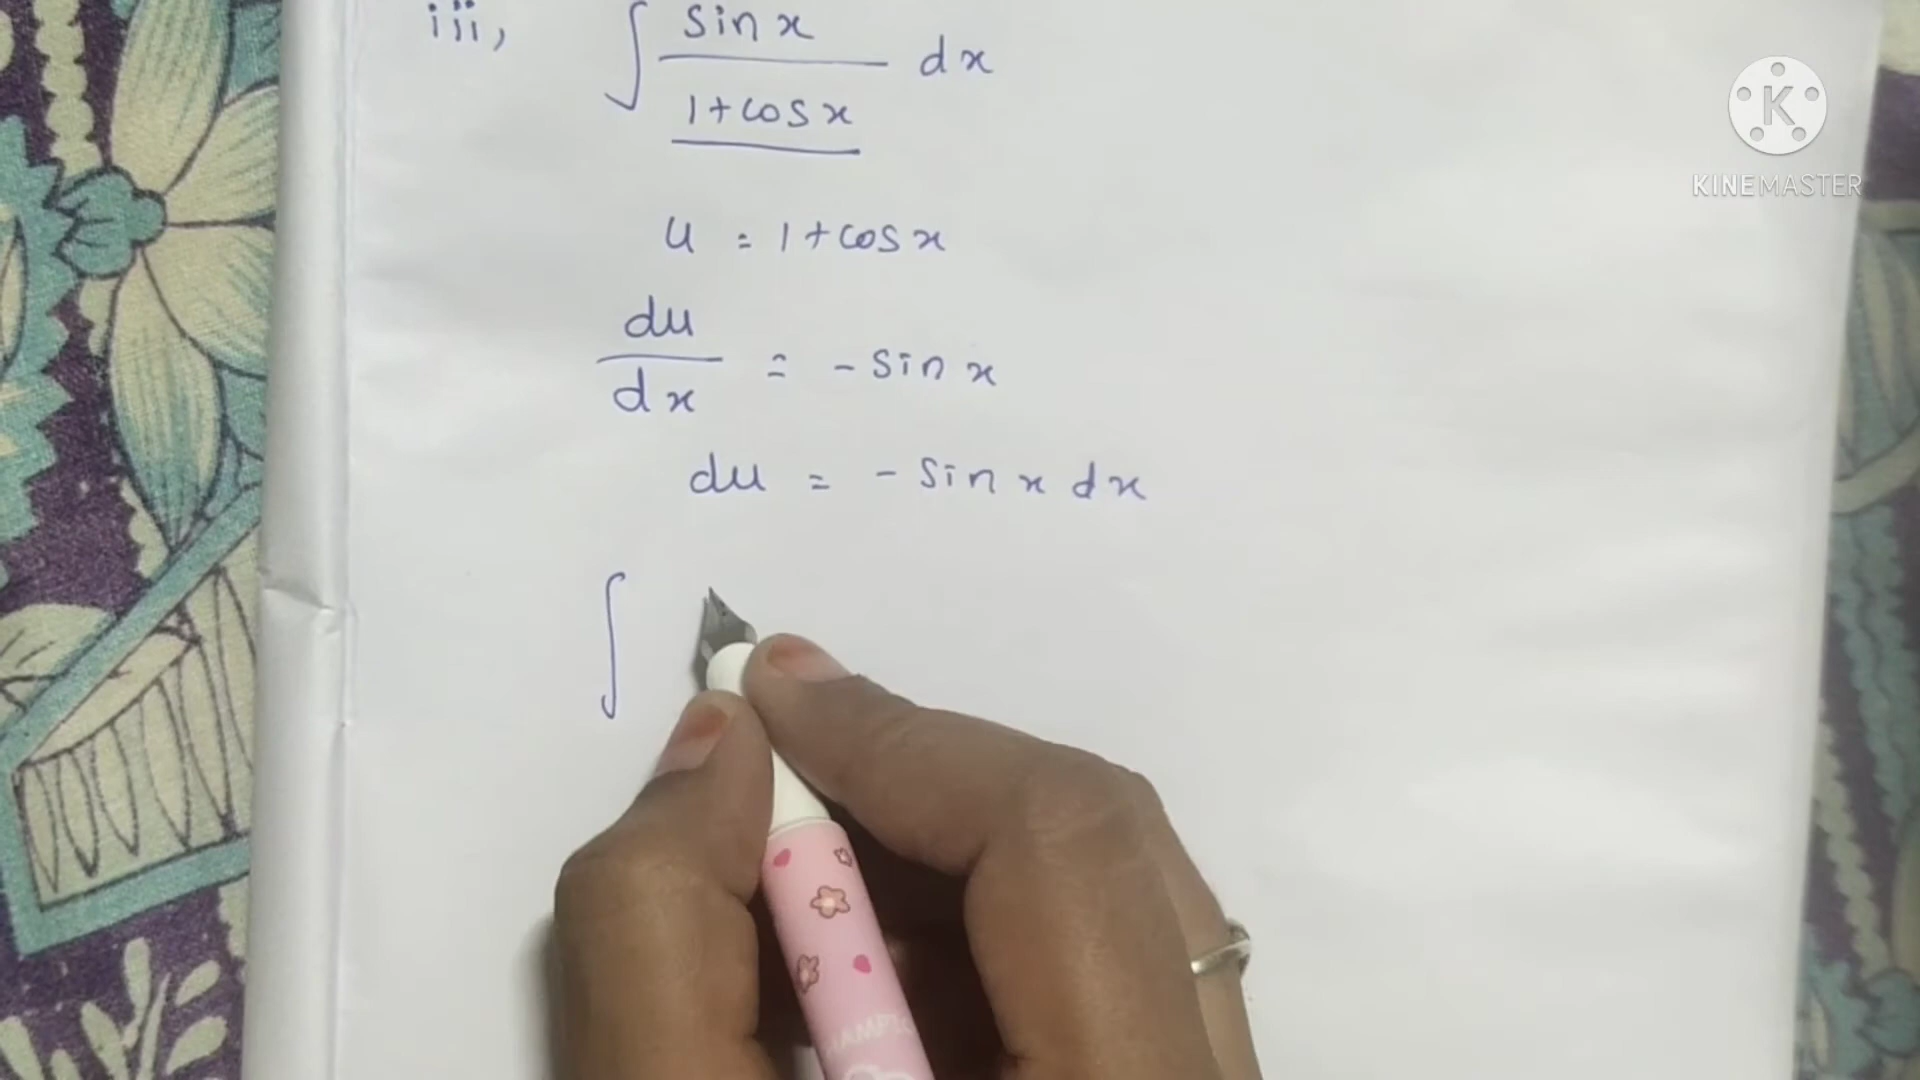 iii, ∫ sin x / 1+cos x dx
u = 1+cos x
du/dx = - sin x
du = - sin x dx
∫
K
KINEMASTER